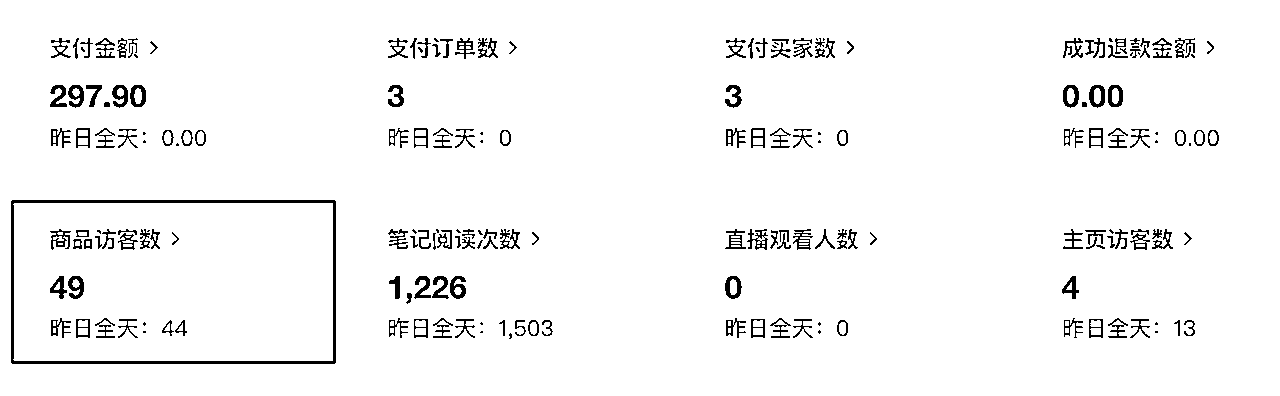 支付金额 >
支付订单数 >
支付买家数 >
成功退款金额 >
297.90
3
3
0.00
昨日全天：0.00
昨日全天：0
昨日全天：0
昨日全天：0.00
商品访客数 >
笔记阅读次数 >
直播观看人数 >
主页访客数 >
49
1,226
0
4
昨日全天：44
昨日全天：1,503
昨日全天：0
昨日全天：13